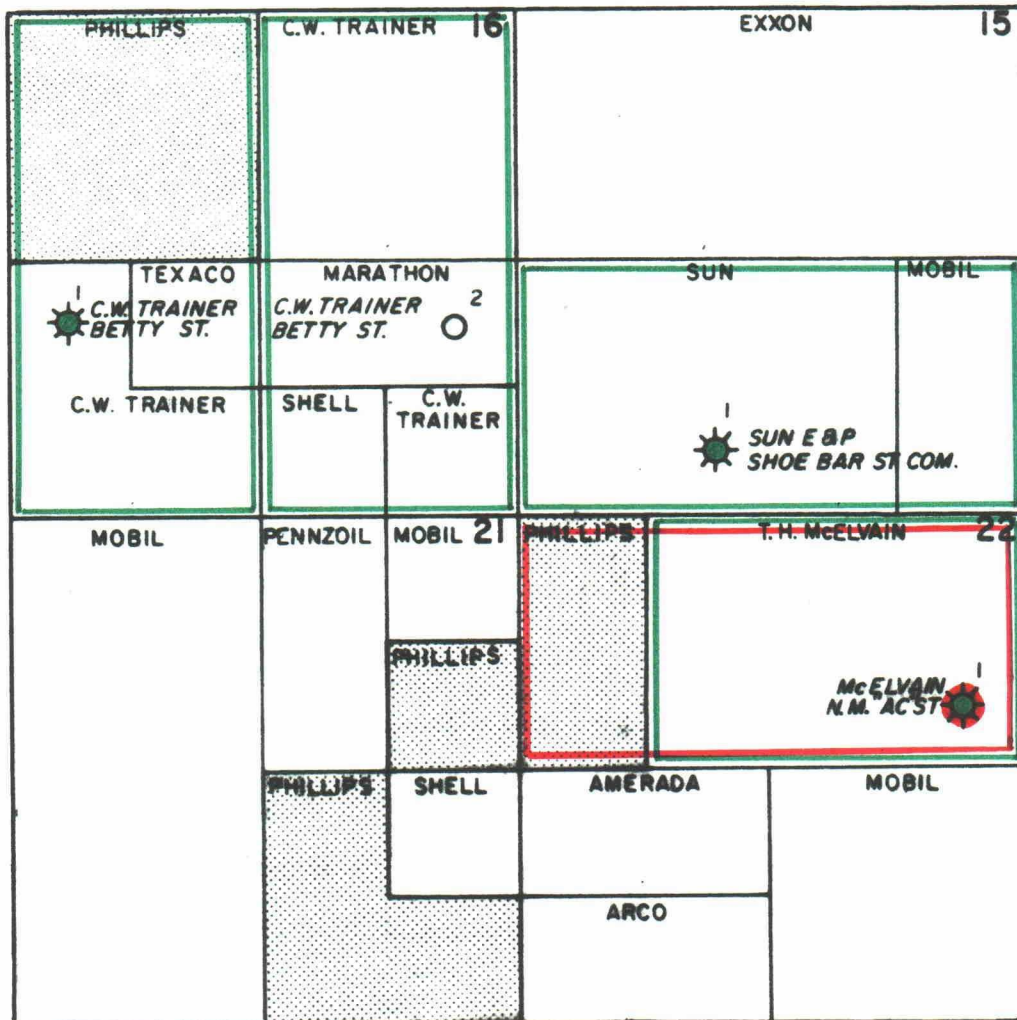 PHILLIPS
C.W. TRAINER 16
EXXON 15
TEXACO
MARATHON
SUN
MOBIL
1
C.W. TRAINER
BETTY ST.
C.W. TRAINER
BETTY ST.
2
C.W. TRAINER
SHELL
C.W.
TRAINER
1
SUN E&P
SHOE BAR ST COM.
MOBIL
PENNZOIL
MOBIL 21
PHILLIPS
T.H. McELVAIN 22
PHILLIPS
1
McELVAIN
N.M. "AC" ST
PHILLIPS
SHELL
AMERADA
MOBIL
ARCO